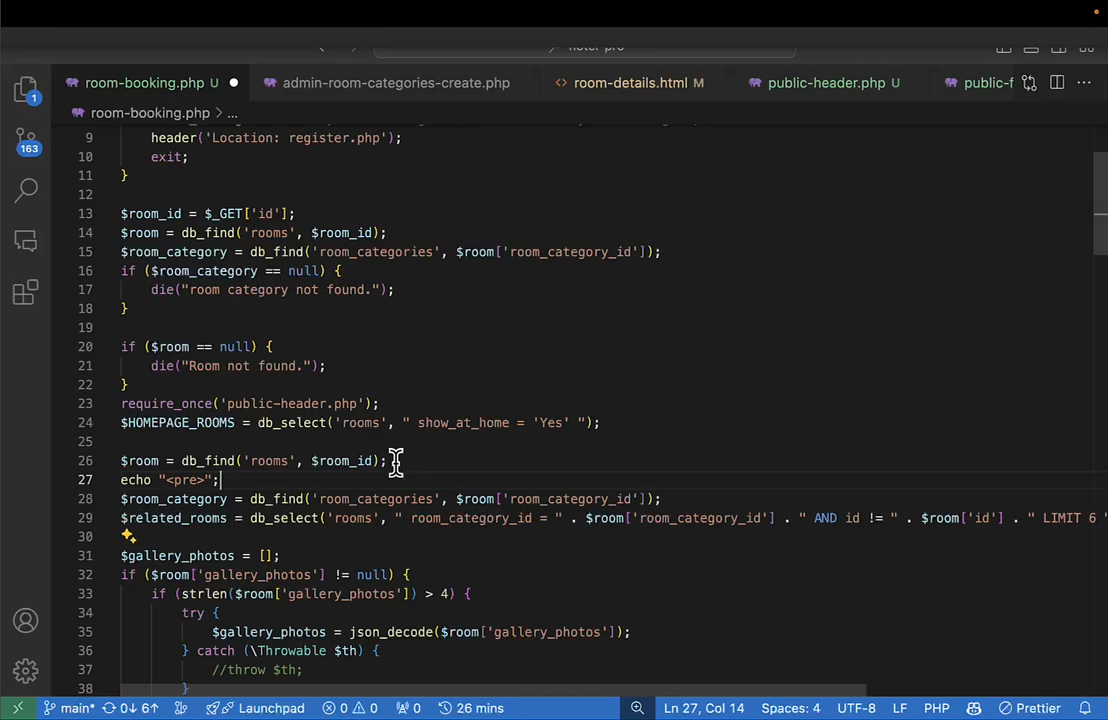 room-booking.php U
admin-room-categories-create.php
room-details.html M
public-header.php U
public-f
room-booking.php > ...
1
163
9 header('Location: register.php');
10 exit;
11 }
12
13 $room_id = $_GET['id'];
14 $room = db_find('rooms', $room_id);
15 $room_category = db_find('room_categories', $room['room_category_id']);
16 if ($room_category == null) {
17 die("room category not found.");
18 }
19
20 if ($room == null) {
21 die("Room not found.");
22 }
23 require_once('public-header.php');
24 $HOMEPAGE_ROOMS = db_select('rooms', " show_at_home = 'Yes' ");
25
26 $room = db_find('rooms', $room_id);
27 echo "<pre>";
28 $room_category = db_find('room_categories', $room['room_category_id']);
29 $related_rooms = db_select('rooms', " room_category_id = " . $room['room_category_id'] . " AND id != " . $room['id'] . " LIMIT 6
30
31 $gallery_photos = [];
32 if ($room['gallery_photos'] != null) {
33 if (strlen($room['gallery_photos']) > 4) {
34 try {
35 $gallery_photos = json_decode($room['gallery_photos']);
36 } catch (\Throwable $th) {
37 //throw $th;
38 }
main* 0↓ 6↑ Launchpad 0 0 0 26 mins Ln 27, Col 14 Spaces: 4 UTF-8 LF PHP Prettier